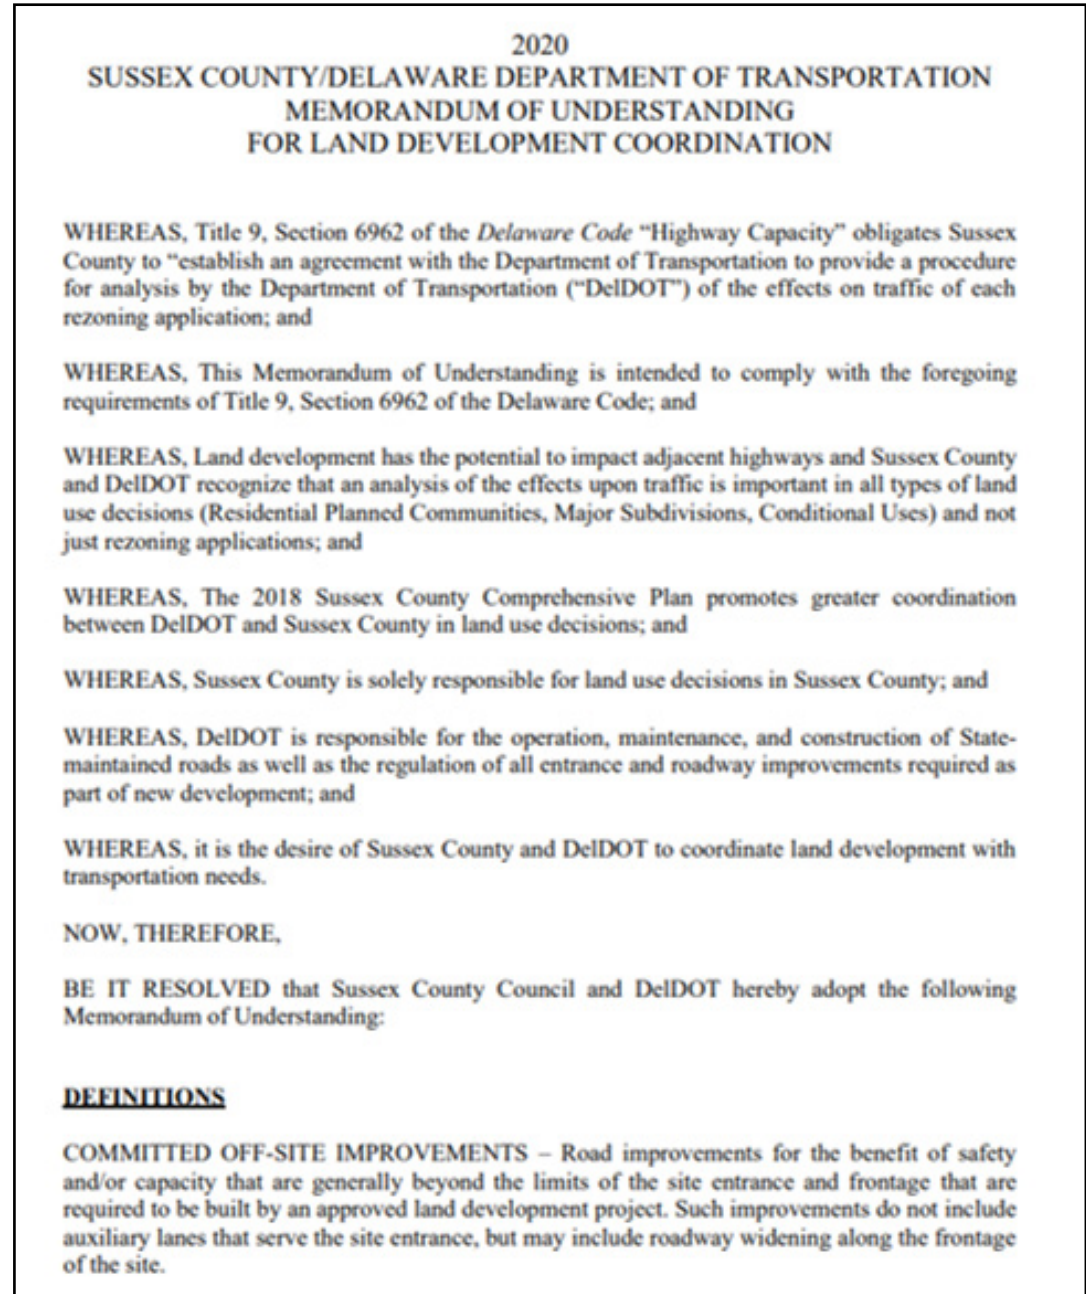 2020
SUSSEX COUNTY/DELAWARE DEPARTMENT OF TRANSPORTATION
MEMORANDUM OF UNDERSTANDING
FOR LAND DEVELOPMENT COORDINATION
WHEREAS, Title 9, Section 6962 of the Delaware Code “Highway Capacity” obligates Sussex
County to “establish an agreement with the Department of Transportation to provide a procedure
for analysis by the Department of Transportation (“DelDOT”) of the effects on traffic of each
rezoning application; and
WHEREAS, This Memorandum of Understanding is intended to comply with the foregoing
requirements of Title 9, Section 6962 of the Delaware Code; and
WHEREAS, Land development has the potential to impact adjacent highways and Sussex County
and DelDOT recognize that an analysis of the effects upon traffic is important in all types of land
use decisions (Residential Planned Communities, Major Subdivisions, Conditional Uses) and not
just rezoning applications; and
WHEREAS, The 2018 Sussex County Comprehensive Plan promotes greater coordination
between DelDOT and Sussex County in land use decisions; and
WHEREAS, Sussex County is solely responsible for land use decisions in Sussex County; and
WHEREAS, DelDOT is responsible for the operation, maintenance, and construction of State-
maintained roads as well as the regulation of all entrance and roadway improvements required as
part of new development; and
WHEREAS, it is the desire of Sussex County and DelDOT to coordinate land development with
transportation needs.
NOW, THEREFORE,
BE IT RESOLVED that Sussex County Council and DelDOT hereby adopt the following
Memorandum of Understanding:
DEFINITIONS
COMMITTED OFF-SITE IMPROVEMENTS – Road improvements for the benefit of safety
and/or capacity that are generally beyond the limits of the site entrance and frontage that are
required to be built by an approved land development project. Such improvements do not include
auxiliary lanes that serve the site entrance, but may include roadway widening along the frontage
of the site.